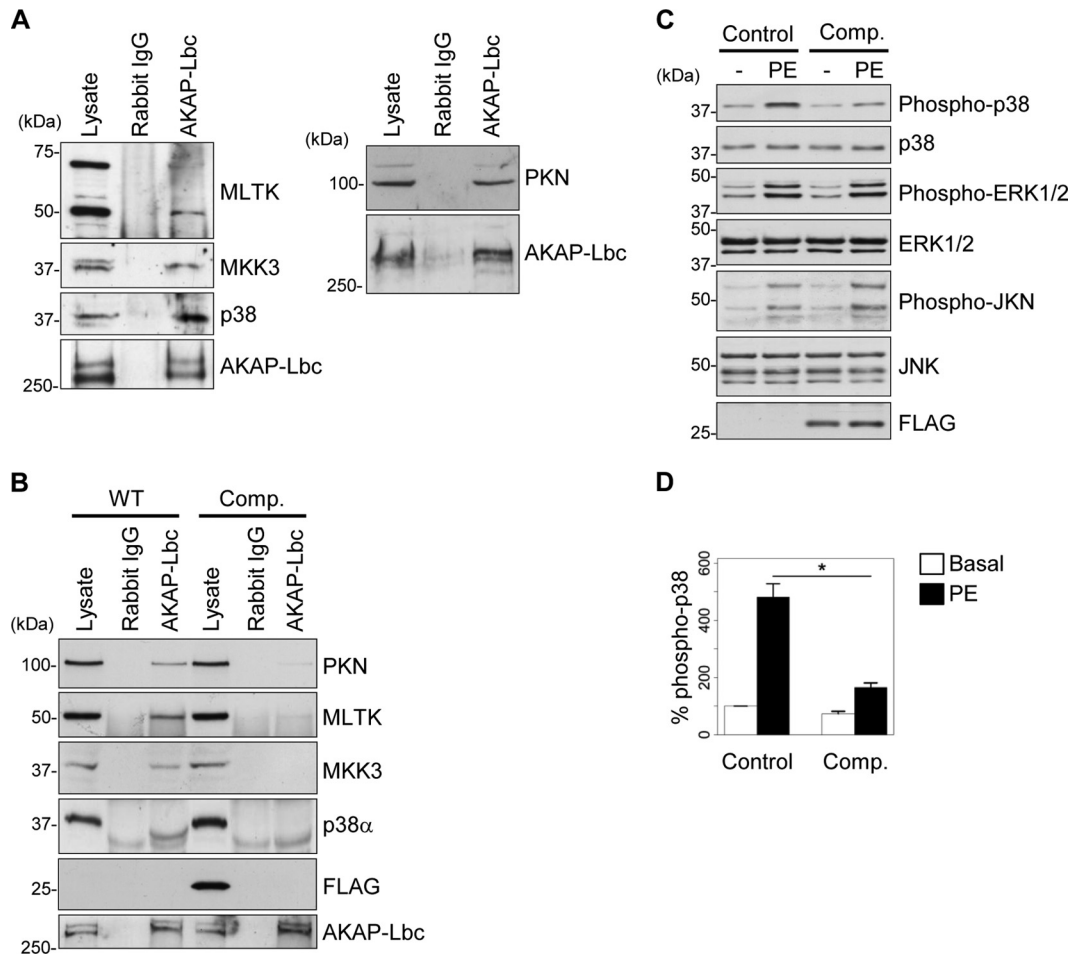 A
Lysate
Rabbit IgG
AKAP-Lbc
(kDa)
75-
50-
MLTK
37-
MKK3
37-
p38
250-
AKAP-Lbc
Lysate
Rabbit IgG
AKAP-Lbc
(kDa)
100-
PKN
250-
AKAP-Lbc
B
WT Comp.
Lysate
Rabbit IgG
AKAP-Lbc
Lysate
Rabbit IgG
AKAP-Lbc
(kDa)
100- PKN
50- MLTK
37- MKK3
37- p38α
25- FLAG
250- AKAP-Lbc
C
Control Comp.
(kDa) - PE - PE
37- Phospho-p38
37- p38
50-
Phospho-ERK1/2
37-
50-
ERK1/2
37-
50- Phospho-JKN
50- JNK
25- FLAG
D
% phospho-p38
600
400
200
0
*
Control Comp.
Basal
PE